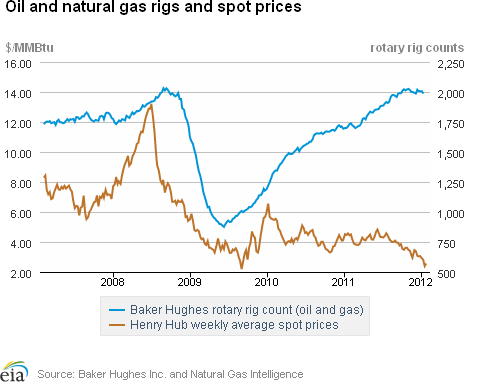 Oil and natural gas rigs and spot prices
$/MMBtu rotary rig counts
16.00 2,250
14.00 2,000
12.00 1,750
10.00 1,500
8.00 1,250
6.00 1,000
4.00 750
2.00 500
2008 2009 2010 2011 2012
Baker Hughes rotary rig count (oil and gas)
Henry Hub weekly average spot prices
eia Source: Baker Hughes Inc. and Natural Gas Intelligence